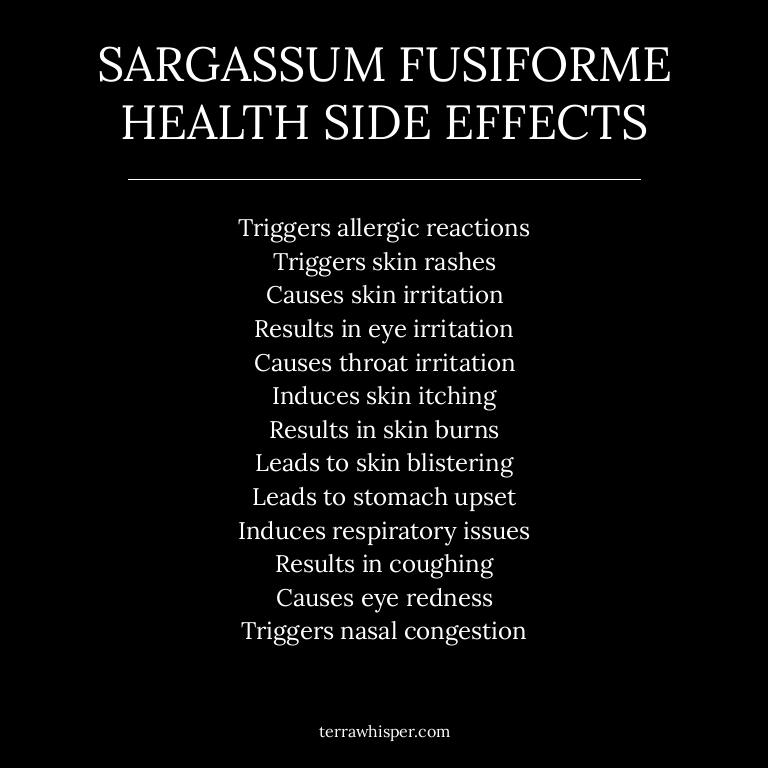 SARGASSUM FUSIFORME
HEALTH SIDE EFFECTS
Triggers allergic reactions
Triggers skin rashes
Causes skin irritation
Results in eye irritation
Causes throat irritation
Induces skin itching
Results in skin burns
Leads to skin blistering
Leads to stomach upset
Induces respiratory issues
Results in coughing
Causes eye redness
Triggers nasal congestion
terrawhisper.com